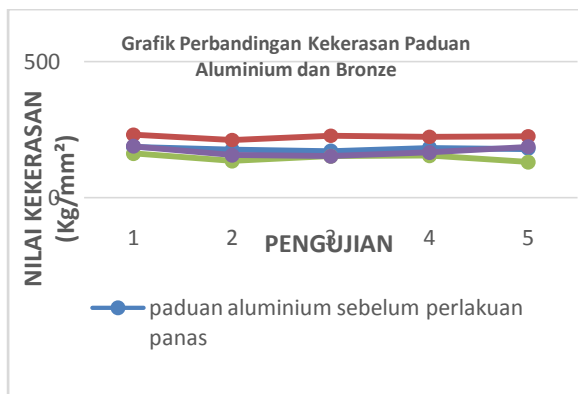 Grafik Perbandingan Kekerasan Paduan
Aluminium dan Bronze
NILAI KEKERASAN
(Kg/mm²)
500
0
1 2 3 4 5
PENGUJIAN
paduan aluminium sebelum perlakuan
panas